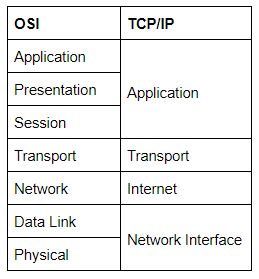 OSI TCP/IP
Application
Presentation Application
Session
Transport Transport
Network Internet
Data Link
Physical Network Interface